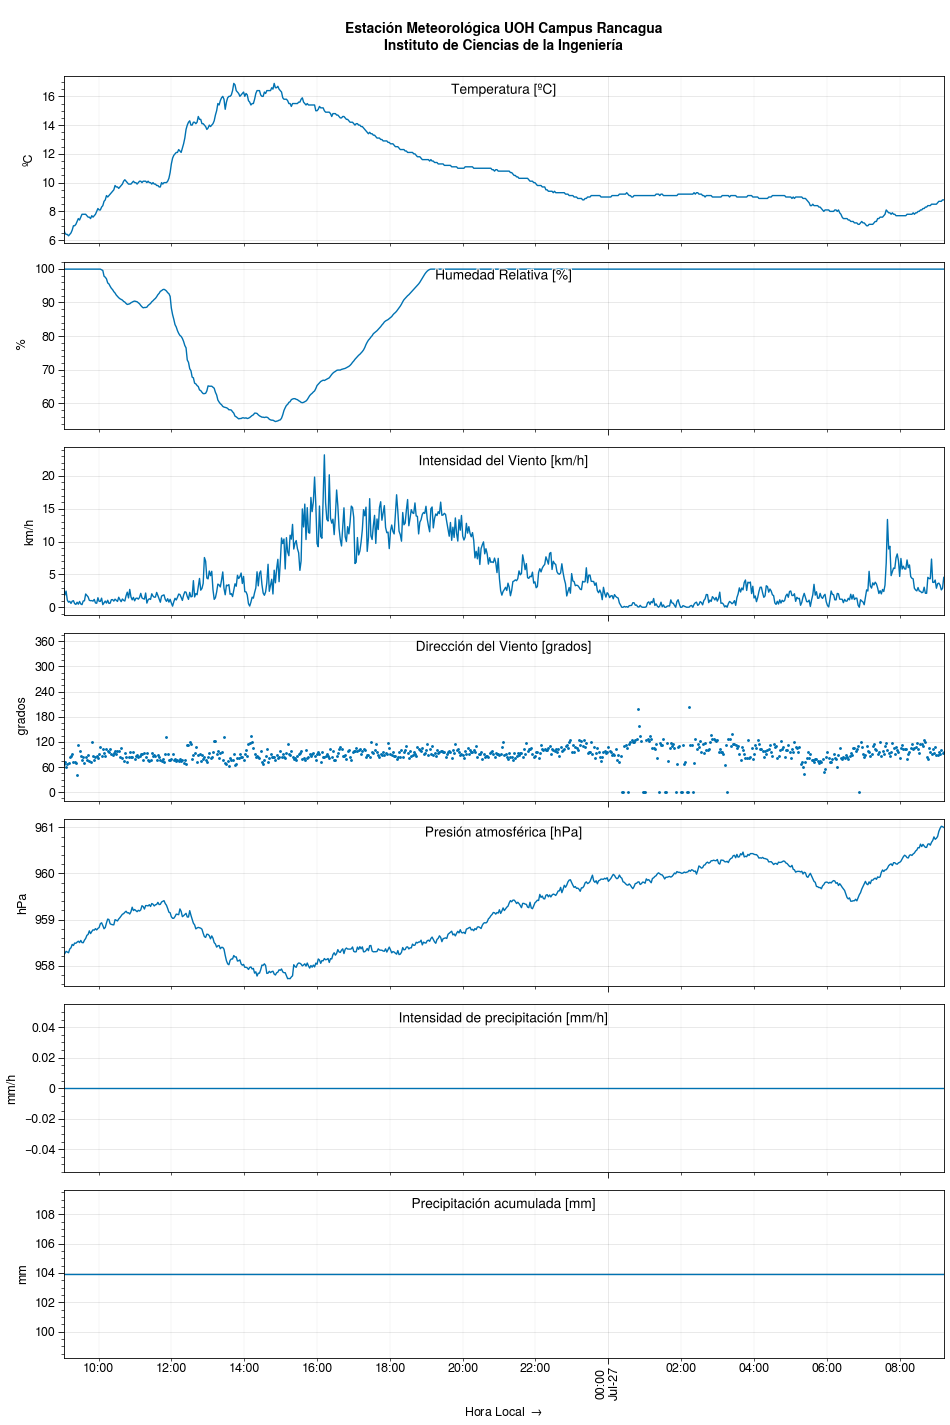 Estación Meteorológica UOH Campus Rancagua
Instituto de Ciencias de la Ingeniería
Temperatura [ºC]
ºC
16
14
12
10
8
6
Humedad Relativa [%]
%
100
90
80
70
60
Intensidad del Viento [km/h]
km/h
20
15
10
5
0
Dirección del Viento [grados]
grados
360
300
240
180
120
60
0
Presión atmosférica [hPa]
hPa
961
960
959
958
Intensidad de precipitación [mm/h]
mm/h
0.04
0.02
0
−0.02
−0.04
Precipitación acumulada [mm]
mm
108
106
104
102
100
10:00 12:00 14:00 16:00 18:00 20:00 22:00 00:00 02:00 04:00 06:00 08:00
Jul-27
Hora Local →